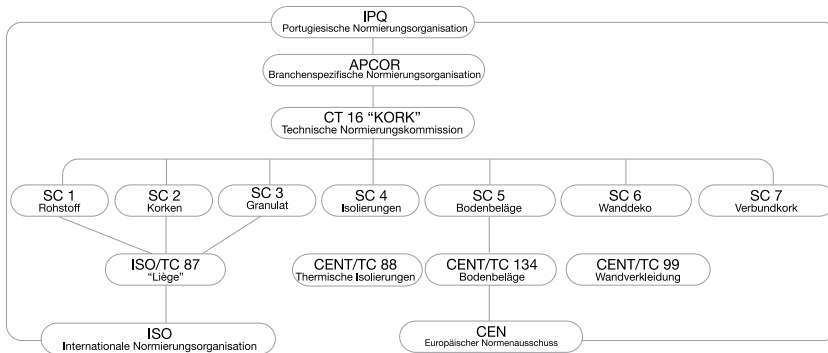 IPQ
Portugiesische Normierungsorganisation
APCOR
Branchenspezifische Normierungsorganisation
CT 16 “KORK”
Technische Normierungskommission
SC 1
Rohstoff
SC 2
Korken
SC 3
Granulat
SC 4
Isolierungen
SC 5
Bodenbeläge
SC 6
Wanddeko
SC 7
Verbundkork
ISO/TC 87
“Liège”
CENT/TC 88
Thermische Isolierungen
CENT/TC 134
Bodenbeläge
CENT/TC 99
Wandverkleidung
ISO
Internationale Normierungsorganisation
CEN
Europäischer Normenausschuss